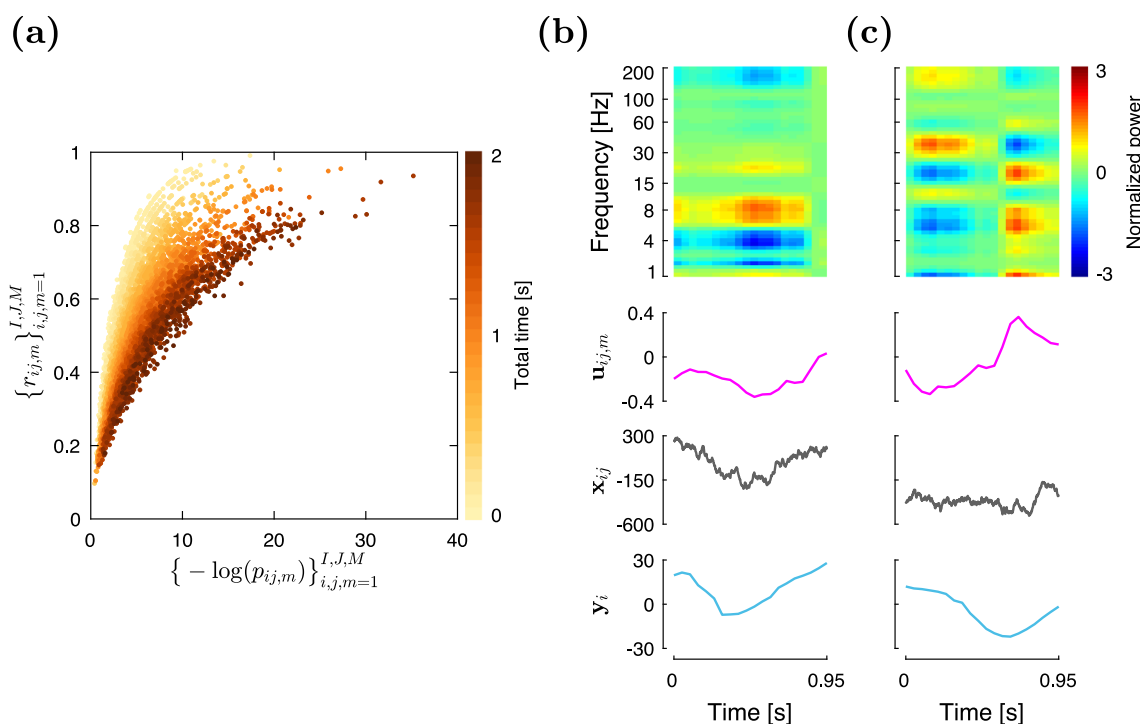 (a)
1
0.8
0.6
0.4
0.2
0
0
10
20
30
40
{r_{ij,m}}_{i,j,m=1}^{I,J,M}
{ - log(p_{ij,m})}_{i,j,m=1}^{I,J,M}
2
1
0
Total time [s]
(b)
200
100
60
30
15
8
4
1
Frequency [Hz]
0.4
0
-0.4
u_{ij,m}
300
-150
-600
x_{ij}
30
0
-30
y_i
0
0.95
Time [s]
(c)
3
0
-3
Normalized power
0
0.95
Time [s]